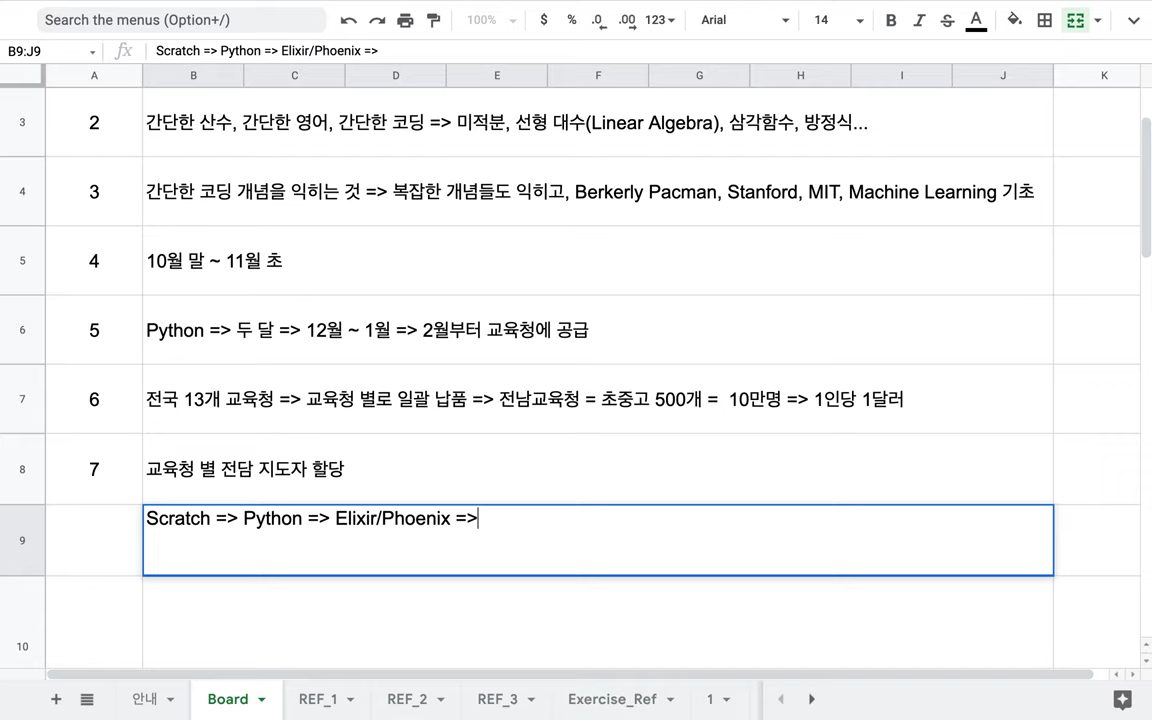 Search the menus (Option+/)
100%
$ % .0 .00 123
Arial
14
B I S A
B9:J9
fx
Scratch => Python => Elixir/Phoenix =>
A B C D E F G H I J K
3 2 간단한 산수, 간단한 영어, 간단한 코딩 => 미적분, 선형 대수(Linear Algebra), 삼각함수, 방정식...
4 3 간단한 코딩 개념을 익히는 것 => 복잡한 개념들도 익히고, Berkerly Pacman, Stanford, MIT, Machine Learning 기초
5 4 10월 말 ~ 11월 초
6 5 Python => 두 달 => 12월 ~ 1월 => 2월부터 교육청에 공급
7 6 전국 13개 교육청 => 교육청 별로 일괄 납품 => 전남교육청 = 초중고 500개 = 10만명 => 1인당 1달러
8 7 교육청 별 전담 지도자 할당
9 Scratch => Python => Elixir/Phoenix =>
10
안내 Board REF_1 REF_2 REF_3 Exercise_Ref 1